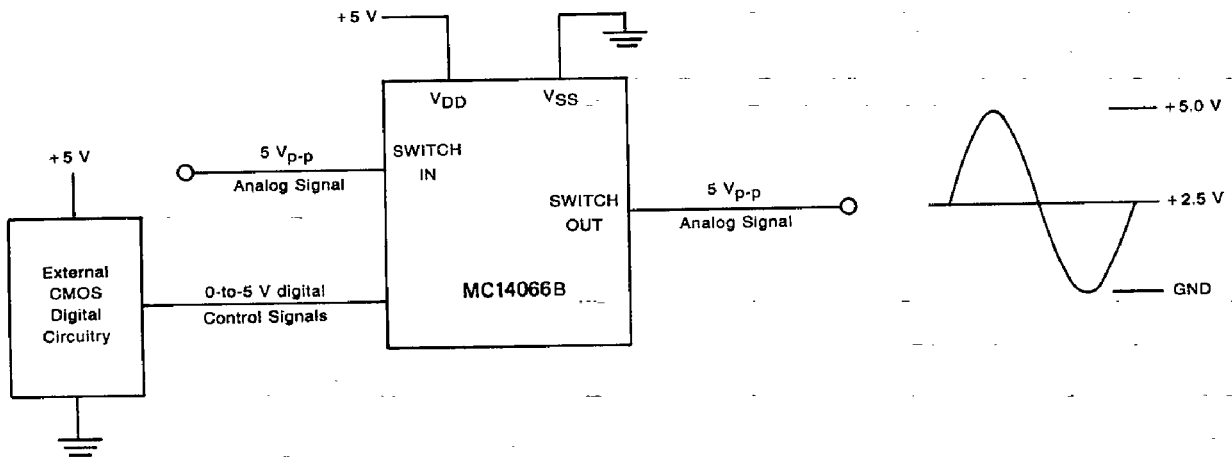 +5 V
VDD
VSS
+5 V
5 Vp-p
Analog Signal
SWITCH
IN
SWITCH
OUT
5 Vp-p
Analog Signal
External
CMOS
Digital
Circuitry
0-to-5 V digital
Control Signals
MC14066B
+5.0 V
+2.5 V
GND